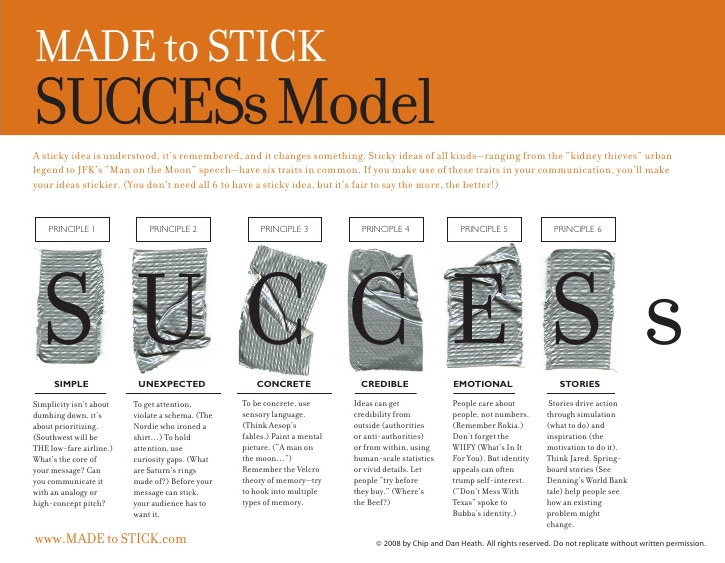 MADE to STICK
SUCCESs Model
A sticky idea is understood, it's remembered, and it changes something. Sticky ideas of all kinds—ranging from the "kidney thieves" urban
legend to JFK's "Man on the Moon" speech—have six traits in common. If you make use of these traits in your communication, you'll make
your ideas stickier. (You don't need all 6 to have a sticky idea, but it's fair to say the more, the better!)
PRINCIPLE 1
PRINCIPLE 2
PRINCIPLE 3
PRINCIPLE 4
PRINCIPLE 5
PRINCIPLE 6
S U C C E S s
SIMPLE
Simplicity isn't about
dumbing down, it's
about prioritizing.
(Southwest will be
THE low-fare airline.)
What's the core of
your message? Can
you communicate it
with an analogy or
high-concept pitch?
UNEXPECTED
To get attention,
violate a schema. (The
Nordie who ironed a
shirt…) To hold
attention, use
curiosity gaps. (What
are Saturn's rings
made of?) Before your
message can stick,
your audience has to
want it.
CONCRETE
To be concrete, use
sensory language.
(Think Aesop's
fables.) Paint a mental
picture. ("A man on
the moon…")
Remember the Velcro
theory of memory—try
to hook into multiple
types of memory.
CREDIBLE
Ideas can get
credibility from
outside (authorities
or anti-authorities)
or from within, using
human-scale statistics
or vivid details. Let
people "try before
they buy." (Where's
the Beef?)
EMOTIONAL
People care about
people, not numbers.
(Remember Rokia.)
Don't forget the
WIIFY (What's In It
For You). But identity
appeals can often
trump self-interest.
("Don't Mess With
Texas" spoke to
Bubba's identity.)
STORIES
Stories drive action
through simulation
(what to do) and
inspiration (the
motivation to do it).
Think Jared. Spring-
board stories (See
Denning's World Bank
tale) help people see
how an existing
problem might
change.
www.MADE to STICK.com
© 2008 by Chip and Dan Heath. All rights reserved. Do not replicate without written permission.